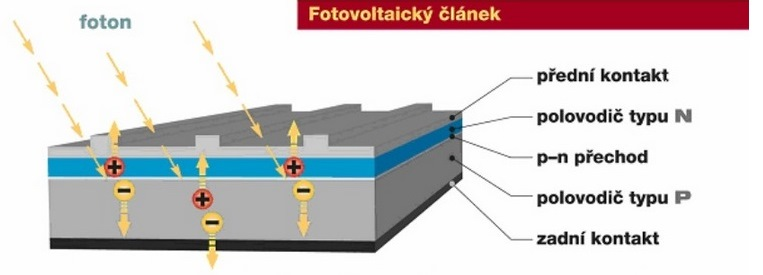 Fotovoltaický článek
foton
přední kontakt
polovodič typu N
p–n přechod
polovodič typu P
zadní kontakt
+
+
+
–
–
–